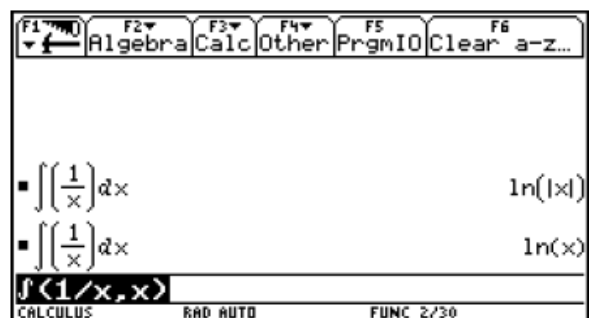 F1▼ F2▼ Algebra F3▼ Calc F4▼ Other F5 PrgmIO F6 Clear a-z…
▪ ∫(1/x)dx ln(|x|)
▪ ∫(1/x)dx ln(x)
∫(1/x,x)
CALCULUS RAD AUTO FUNC 2/30